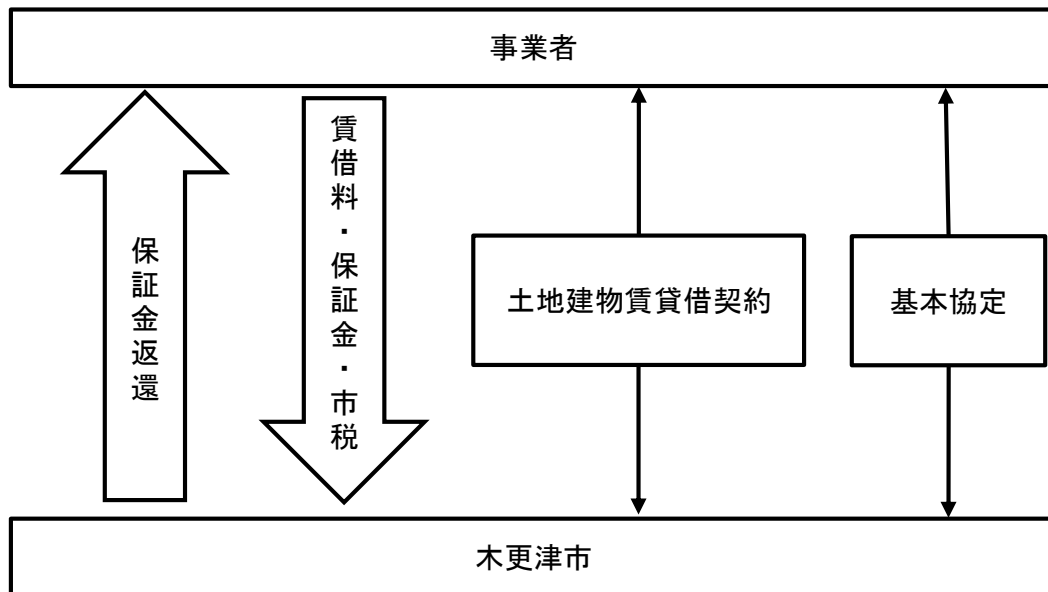 事業者
保証金返還
賃借料・保証金・市税
土地建物賃貸借契約
基本協定
木更津市